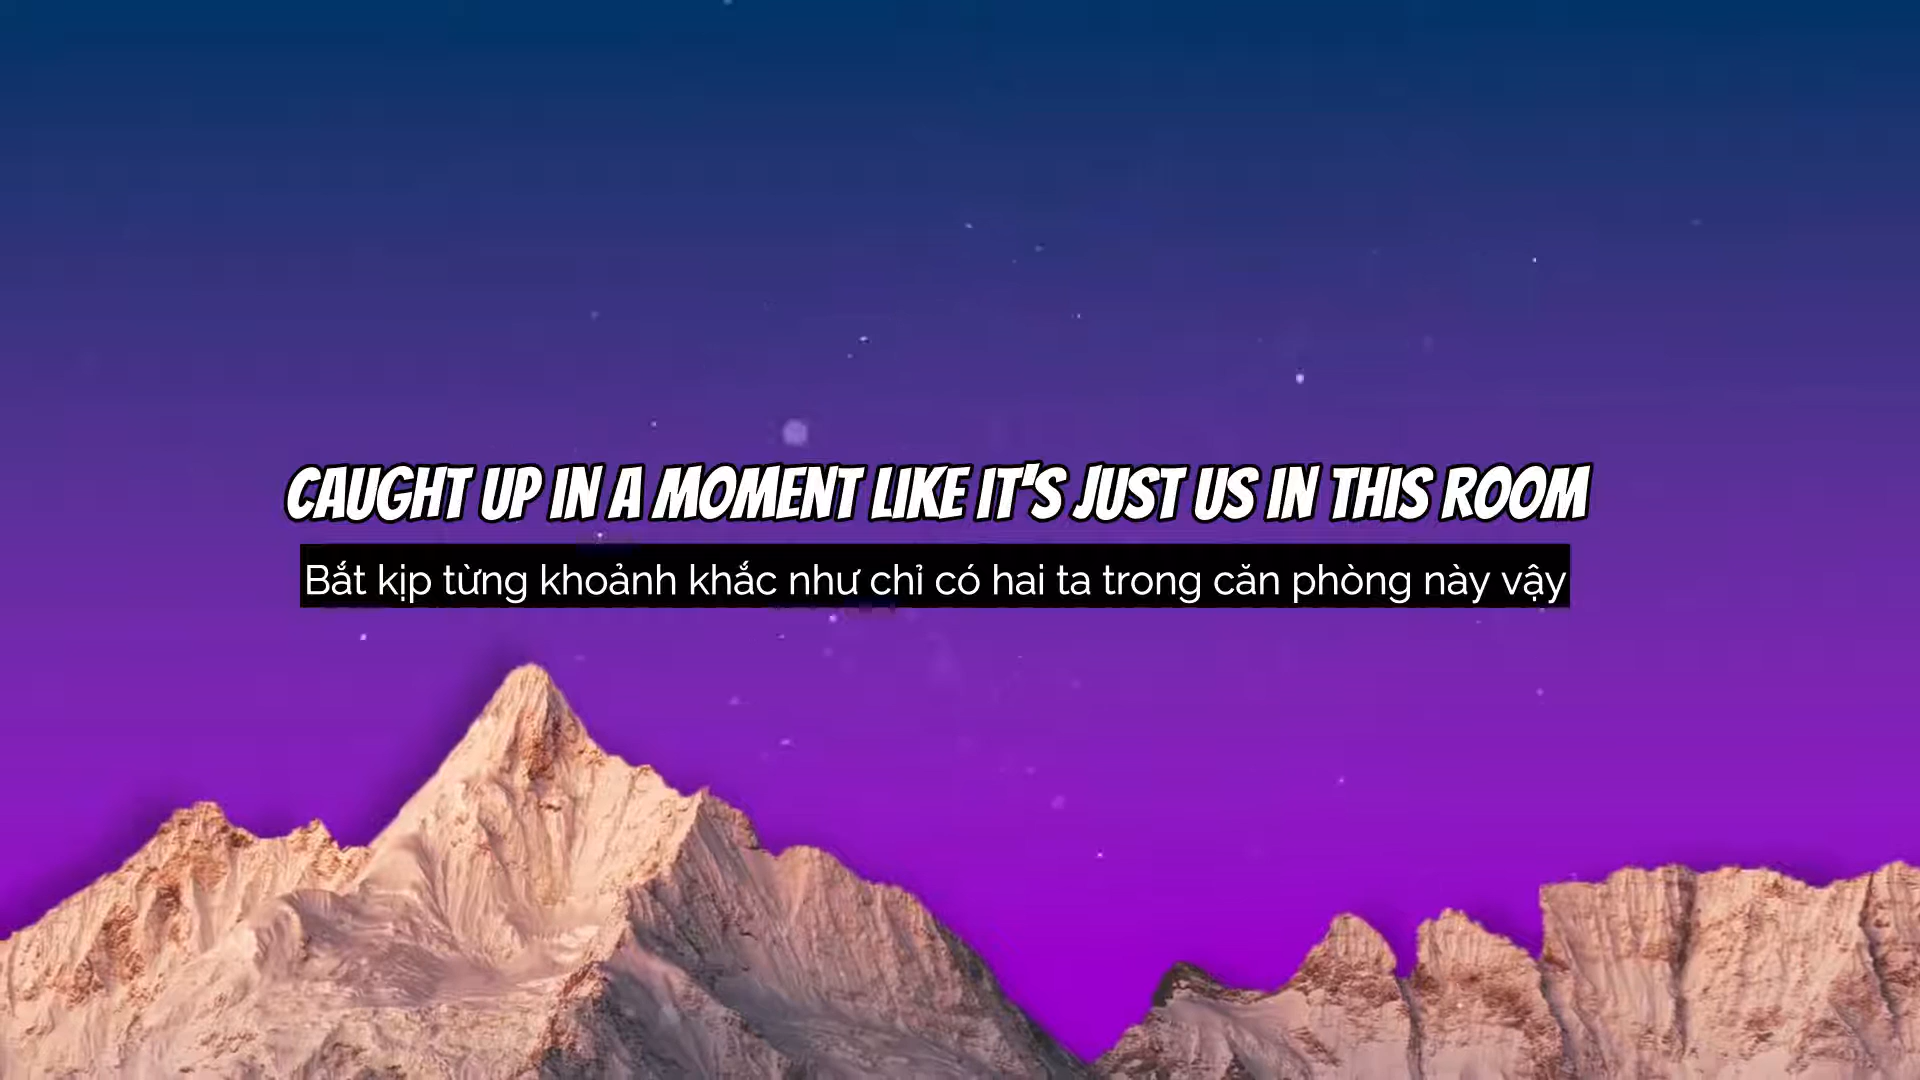 CAUGHT UP IN A MOMENT LIKE IT'S JUST US IN THIS ROOM
Bắt kịp từng khoảnh khắc như chỉ có hai ta trong căn phòng này vậy